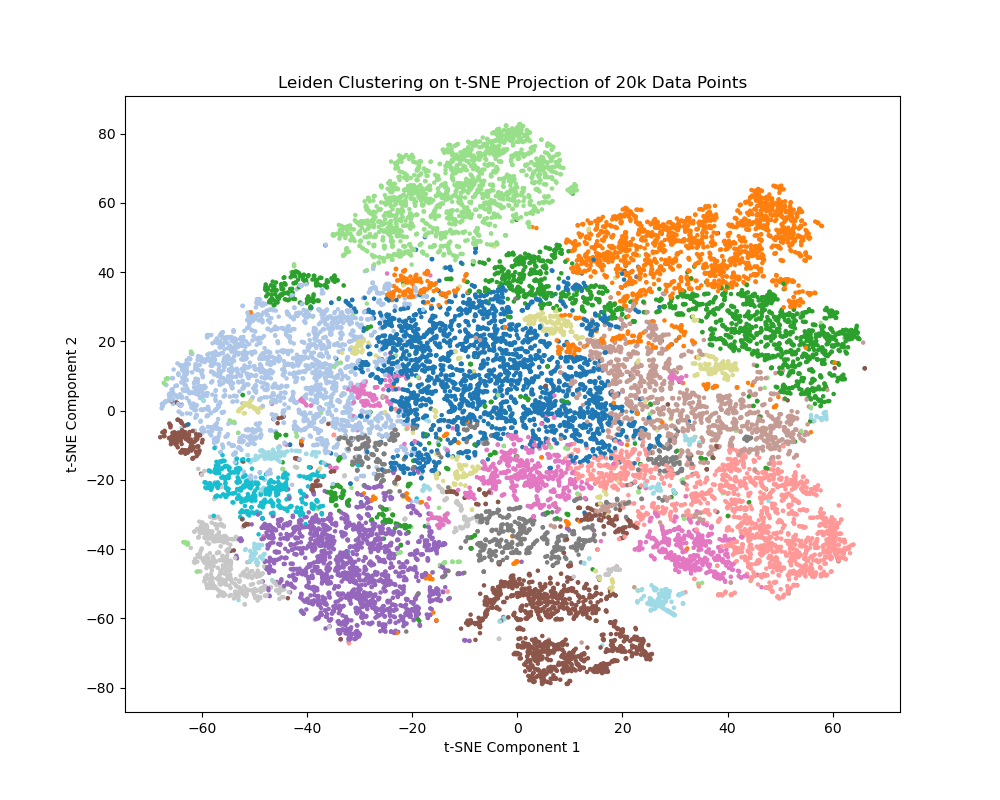 Leiden Clustering on t-SNE Projection of 20k Data Points
80
60
40
20
0
−20
−40
−60
−80
t-SNE Component 2
−60 −40 −20 0 20 40 60
t-SNE Component 1